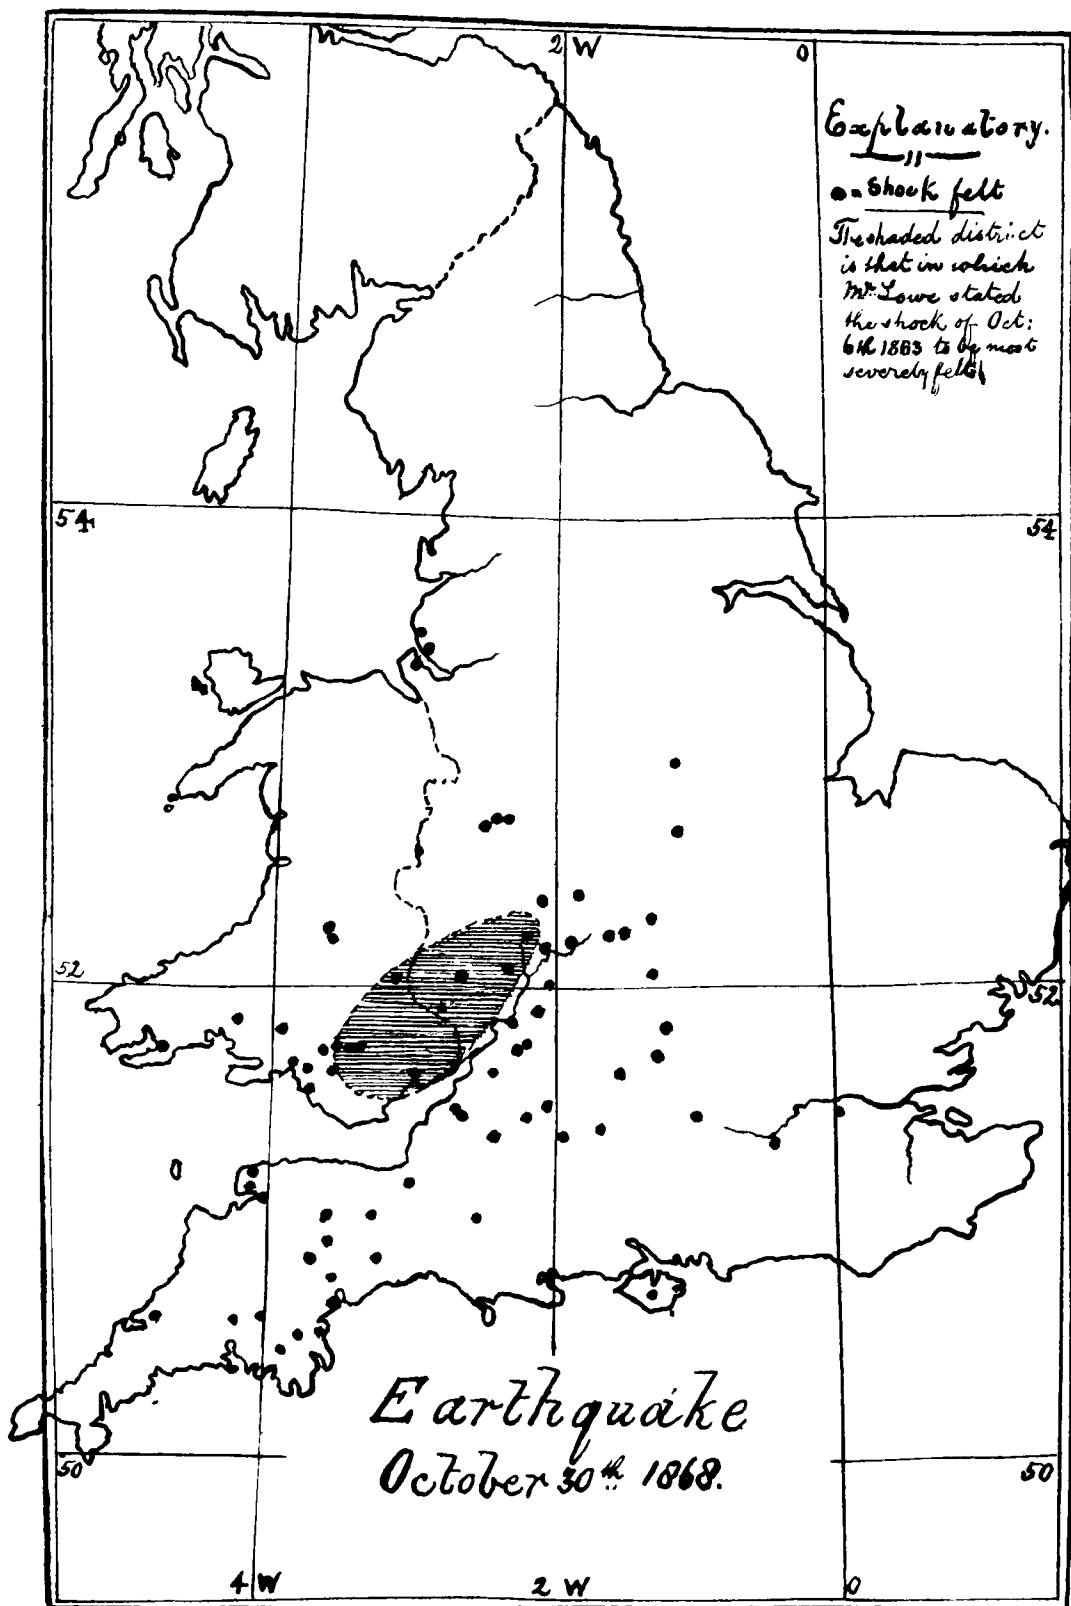 2 W
0
Explanatory.
"
●= Shock felt
The shaded district
is that in which
Mr. Lowe stated
the shock of Oct:
6th 1863 to be most
severely felt
54
54
52
52
Earthquake
October 30th 1868.
50
50
4 W
2 W
0